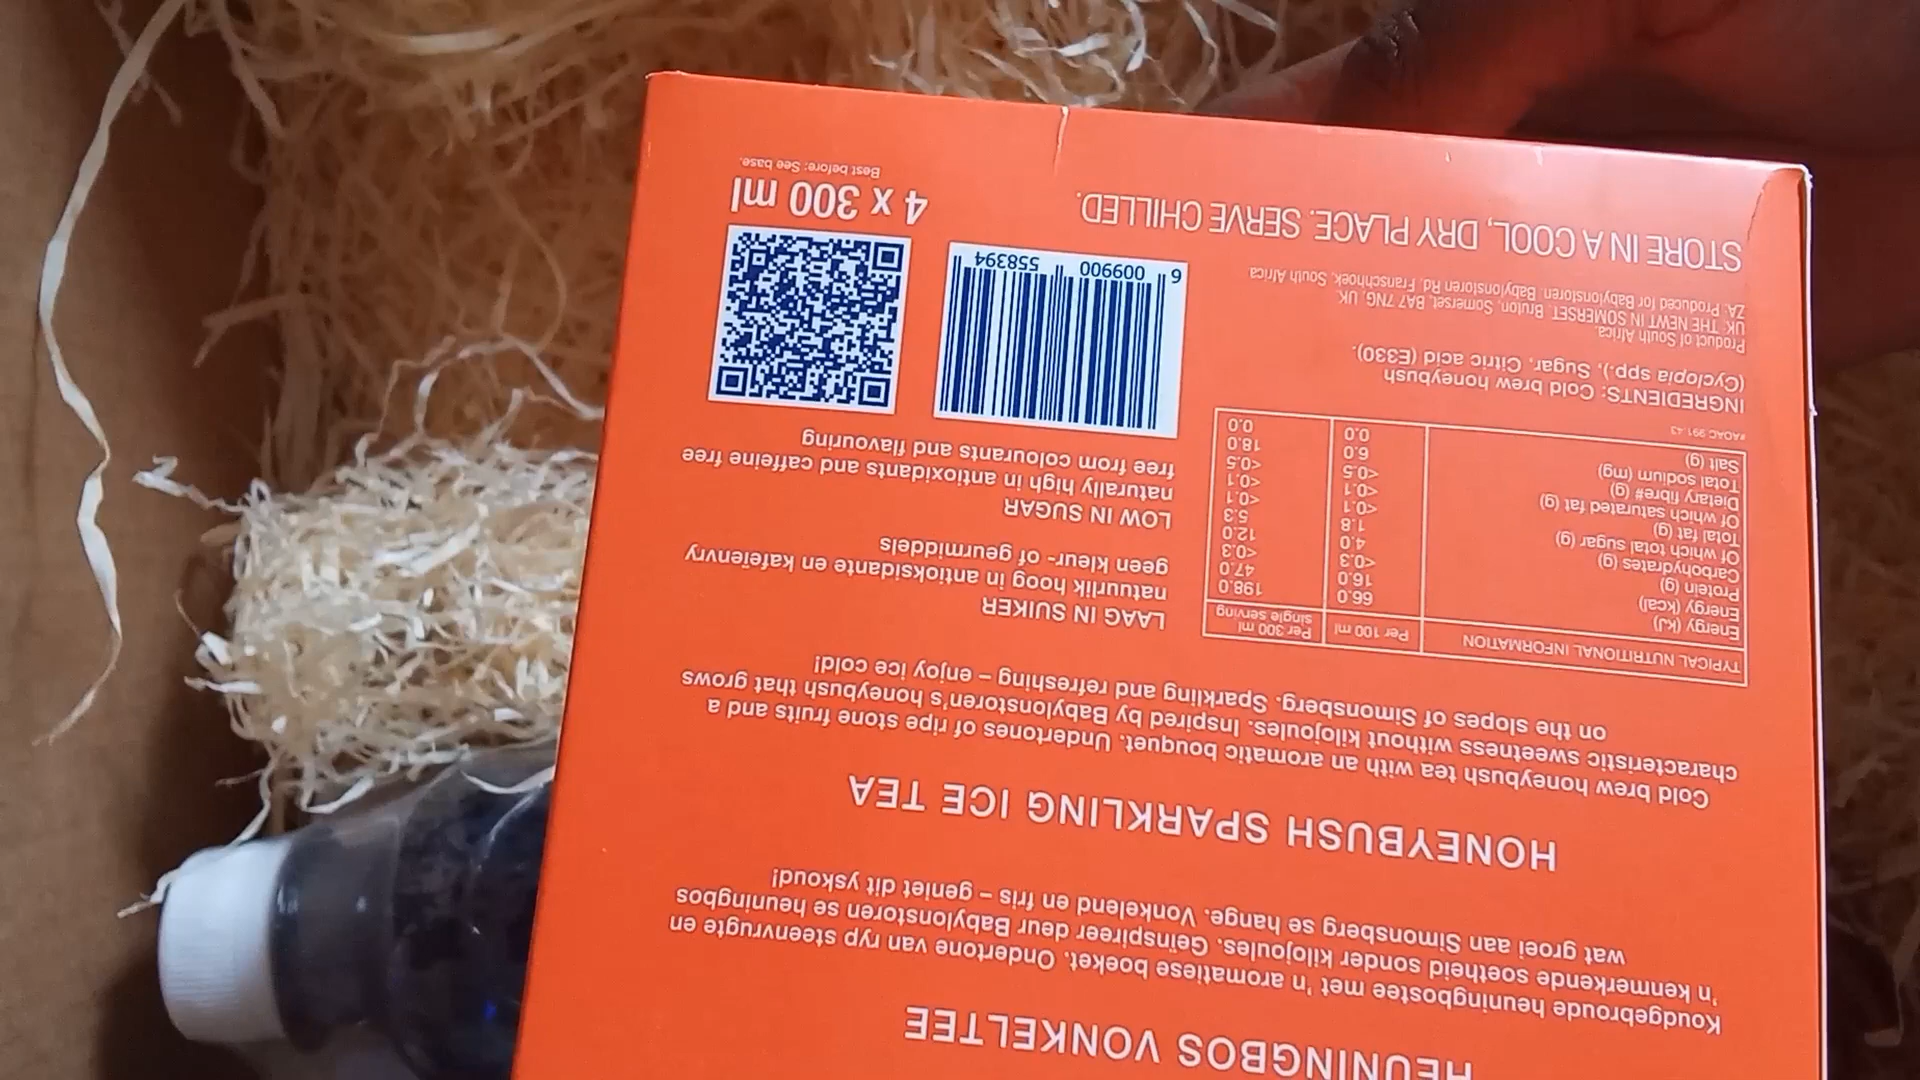 HEUNINGBOS VONKELTEE
Koudgebroude heuningbostee met 'n aromatiese boeket. Ondertone van ryp steenvrugte en
'n kenmerkende soetheid sonder kilojoules. Geïnspireer deur Babylonstoren se heuningbos
wat groei aan Simonsberg se hange. Vonkelend en fris – geniet dit yskoud!
HONEYBUSH SPARKLING ICE TEA
Cold brew honeybush tea with an aromatic bouquet. Undertones of ripe stone fruits and a
characteristic sweetness without kilojoules. Inspired by Babylonstoren's honeybush that grows
on the slopes of Simonsberg. Sparkling and refreshing – enjoy ice cold!
TYPICAL NUTRITIONAL INFORMATION Per 100 ml Per 300 ml single serving
Energy (kJ) 66.0 198.0
Energy (kcal) 16.0 47.0
Protein (g) <0.3 <0.3
Carbohydrates (g) 4.0 12.0
Of which total sugar (g) 1.8 5.3
Total fat (g) <0.1 <0.1
Of which saturated fat (g) <0.1 <0.1
Dietary fibre# (g) <0.5 <0.5
Total sodium (mg) 6.0 18.0
Salt (g) 0.0 0.0
#AOAC 991.43
INGREDIENTS: Cold brew honeybush
(Cyclopia spp.), Sugar, Citric acid (E330).
Product of South Africa.
UK THE NEWT IN SOMERSET, Bruton, Somerset, BA7 7NG, UK
ZA. Produced for Babylonstoren, Babylonstoren Rd, Franschhoek, South Africa
STORE IN A COOL, DRY PLACE. SERVE CHILLED.
LAAG IN SUIKER
natuurlik hoog in antioksidante en kafeïenvry
geen kleur- of geurmiddels
LOW IN SUGAR
naturally high in antioxidants and caffeine free
free from colourants and flavouring
6 009900 558394
4 x 300 ml
Best before: See base.